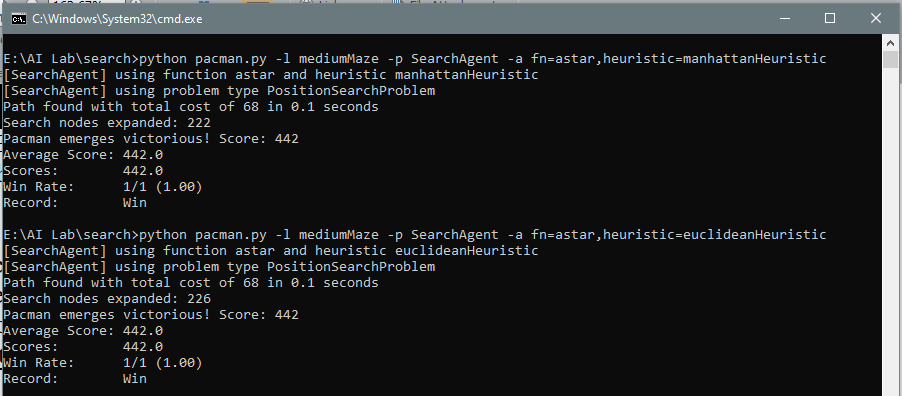 C:\Windows\System32\cmd.exe
E:\AI Lab\search>python pacman.py -l mediumMaze -p SearchAgent -a fn=astar,heuristic=manhattanHeuristic
[SearchAgent] using function astar and heuristic manhattanHeuristic
[SearchAgent] using problem type PositionSearchProblem
Path found with total cost of 68 in 0.1 seconds
Search nodes expanded: 222
Pacman emerges victorious! Score: 442
Average Score: 442.0
Scores:        442.0
Win Rate:      1/1 (1.00)
Record:        Win
E:\AI Lab\search>python pacman.py -l mediumMaze -p SearchAgent -a fn=astar,heuristic=euclideanHeuristic
[SearchAgent] using function astar and heuristic euclideanHeuristic
[SearchAgent] using problem type PositionSearchProblem
Path found with total cost of 68 in 0.1 seconds
Search nodes expanded: 226
Pacman emerges victorious! Score: 442
Average Score: 442.0
Scores:        442.0
Win Rate:      1/1 (1.00)
Record:        Win